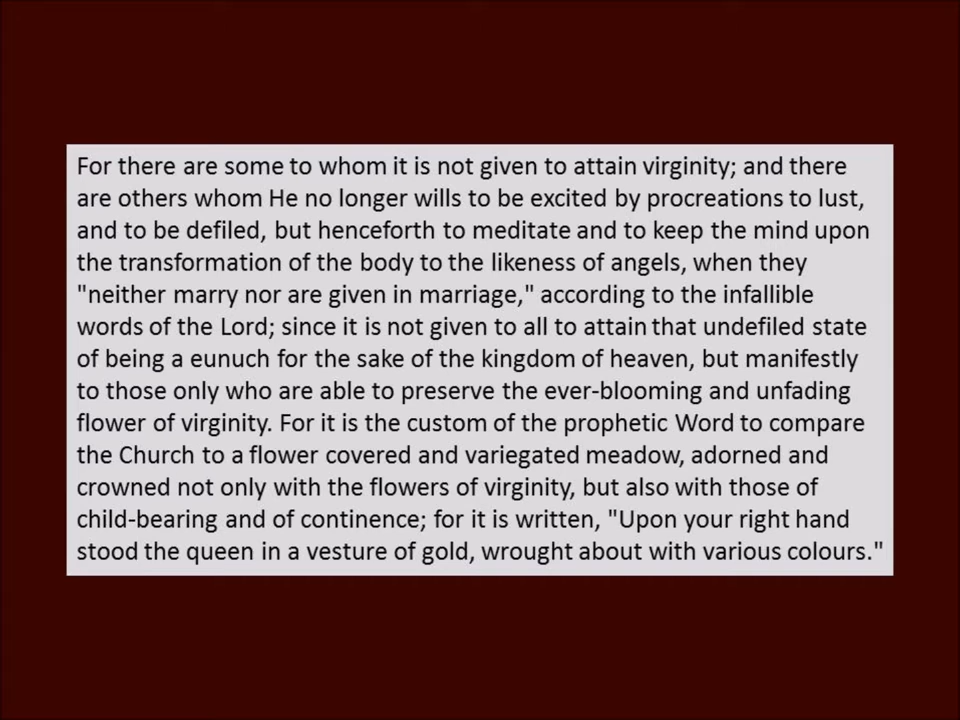 For there are some to whom it is not given to attain virginity; and there
are others whom He no longer wills to be excited by procreations to lust,
and to be defiled, but henceforth to meditate and to keep the mind upon
the transformation of the body to the likeness of angels, when they
"neither marry nor are given in marriage," according to the infallible
words of the Lord; since it is not given to all to attain that undefiled state
of being a eunuch for the sake of the kingdom of heaven, but manifestly
to those only who are able to preserve the ever-blooming and unfading
flower of virginity. For it is the custom of the prophetic Word to compare
the Church to a flower covered and variegated meadow, adorned and
crowned not only with the flowers of virginity, but also with those of
child-bearing and of continence; for it is written, "Upon your right hand
stood the queen in a vesture of gold, wrought about with various colours."